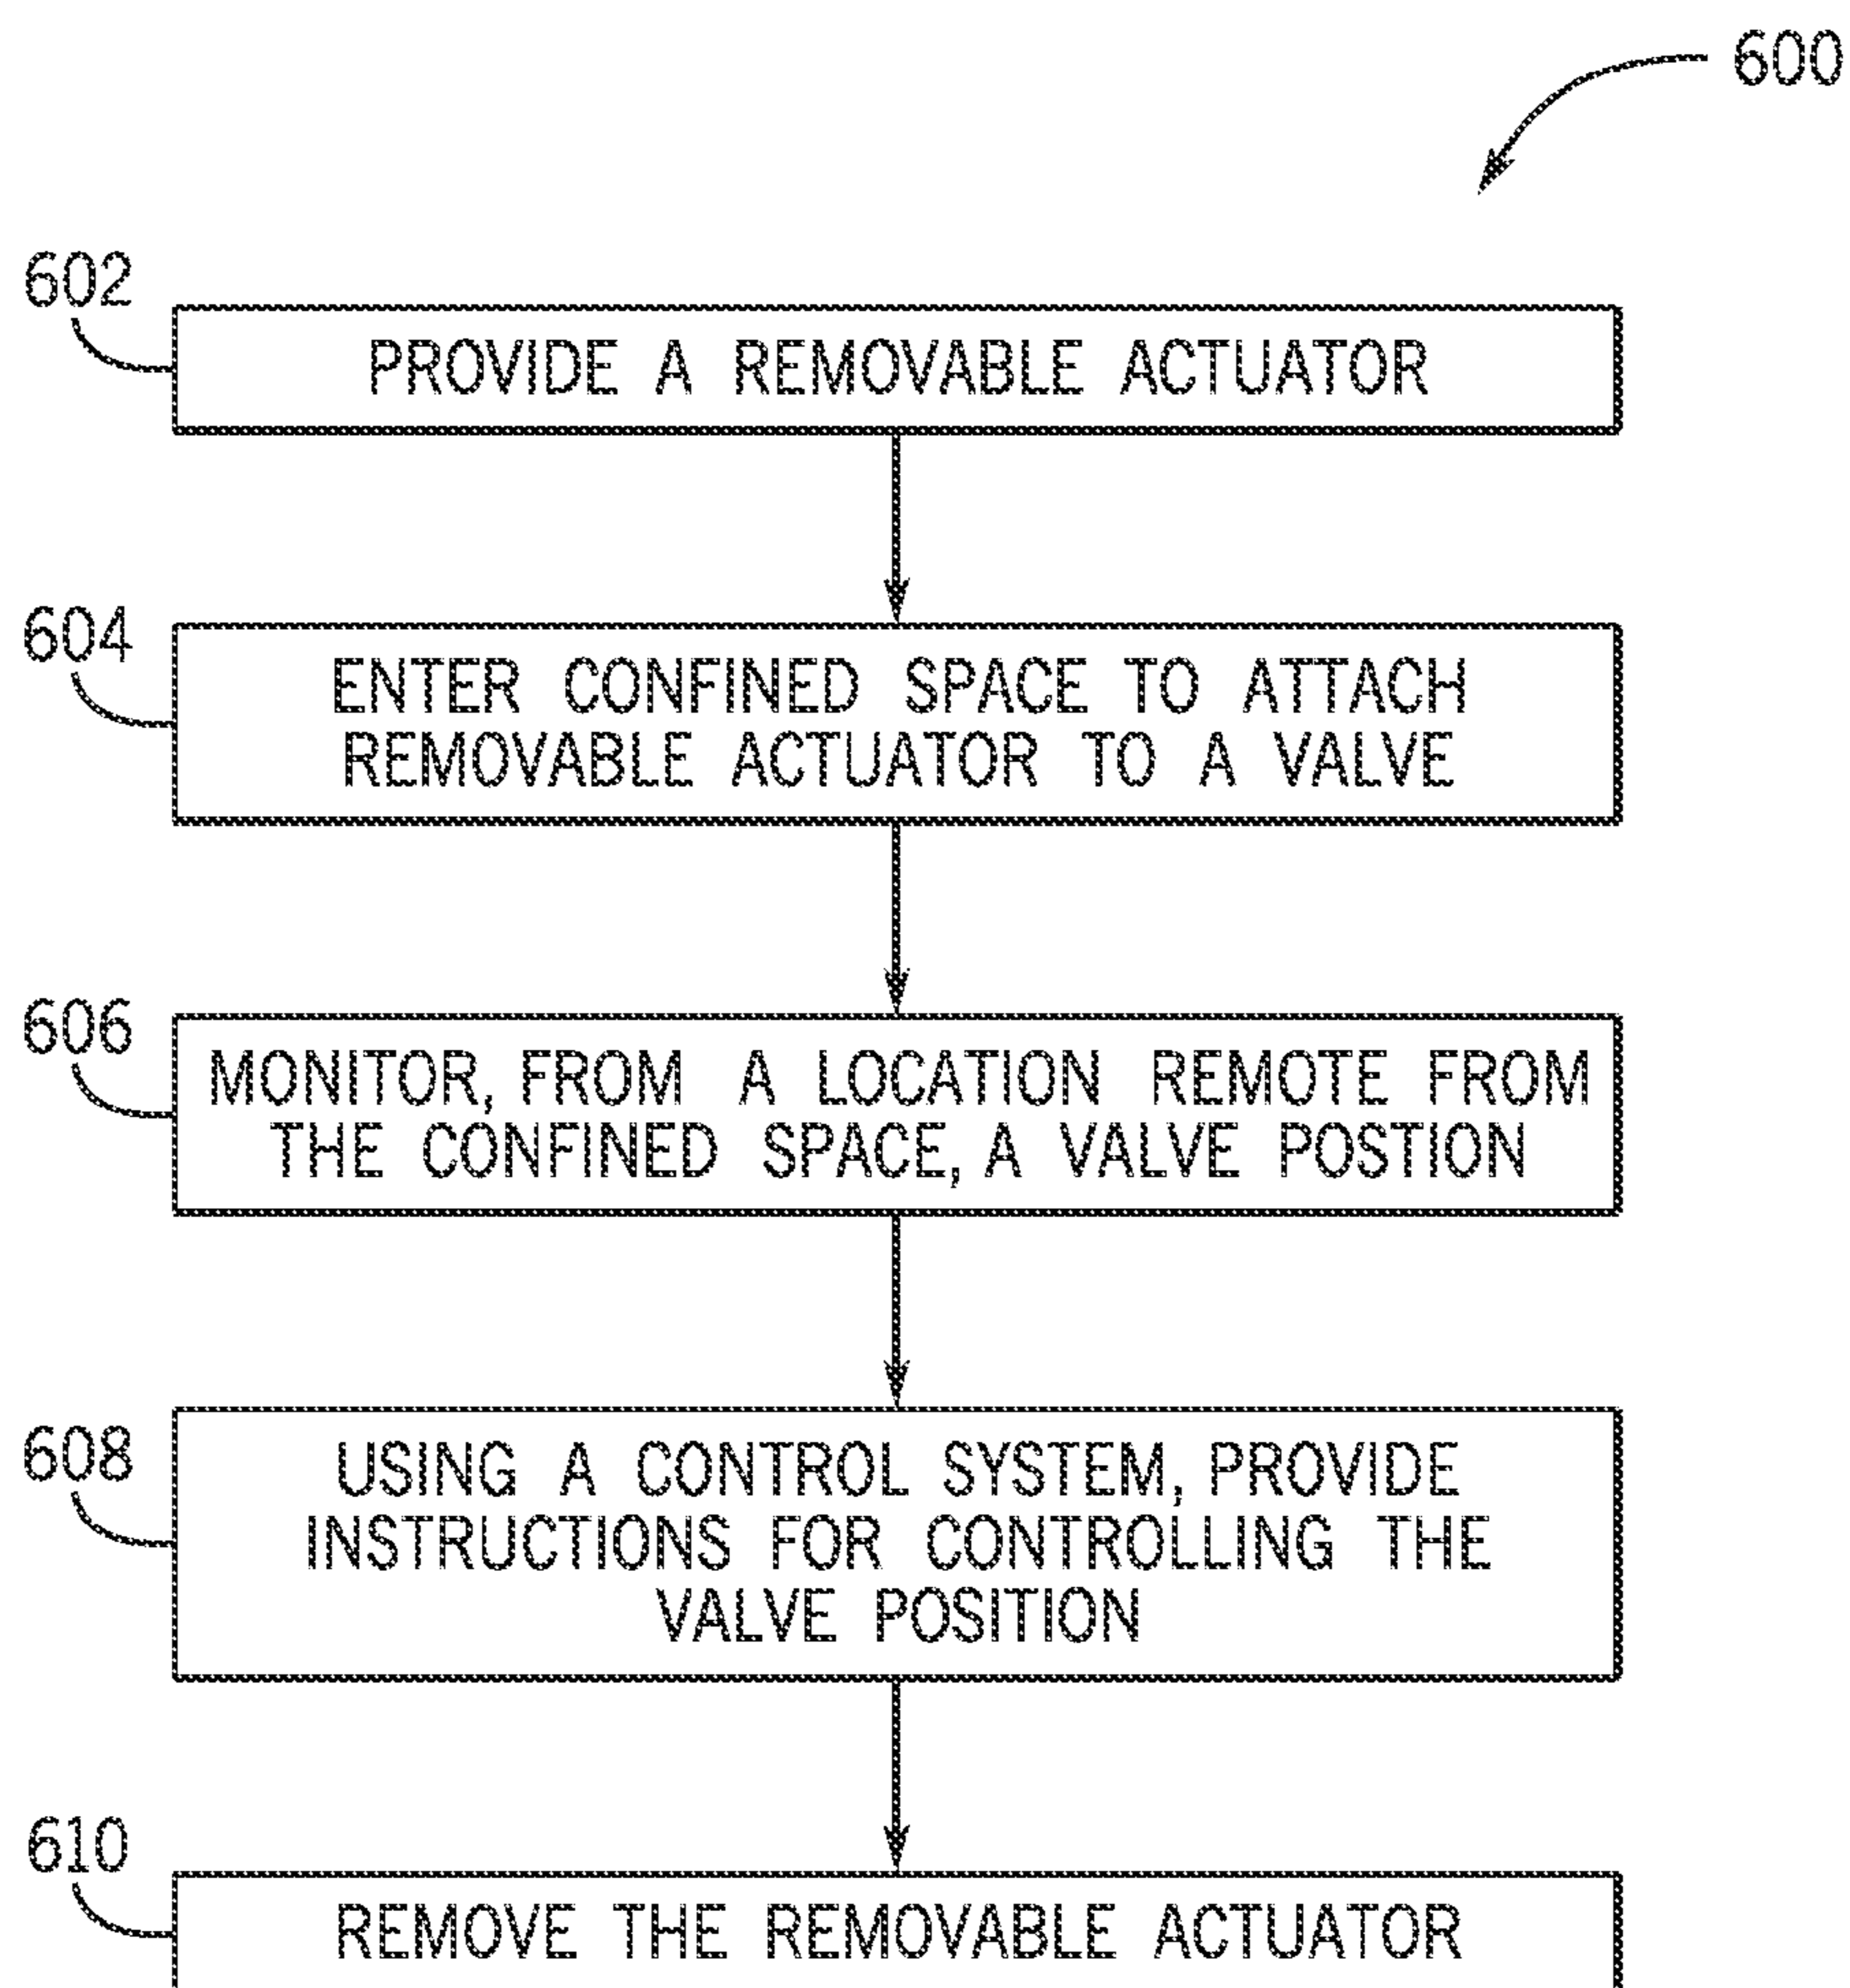 600
602
PROVIDE A REMOVABLE ACTUATOR
604
ENTER CONFINED SPACE TO ATTACH
REMOVABLE ACTUATOR TO A VALVE
606
MONITOR, FROM A LOCATION REMOTE FROM
THE CONFINED SPACE, A VALVE POSTION
608
USING A CONTROL SYSTEM, PROVIDE
INSTRUCTIONS FOR CONTROLLING THE
VALVE POSITION
610
REMOVE THE REMOVABLE ACTUATOR